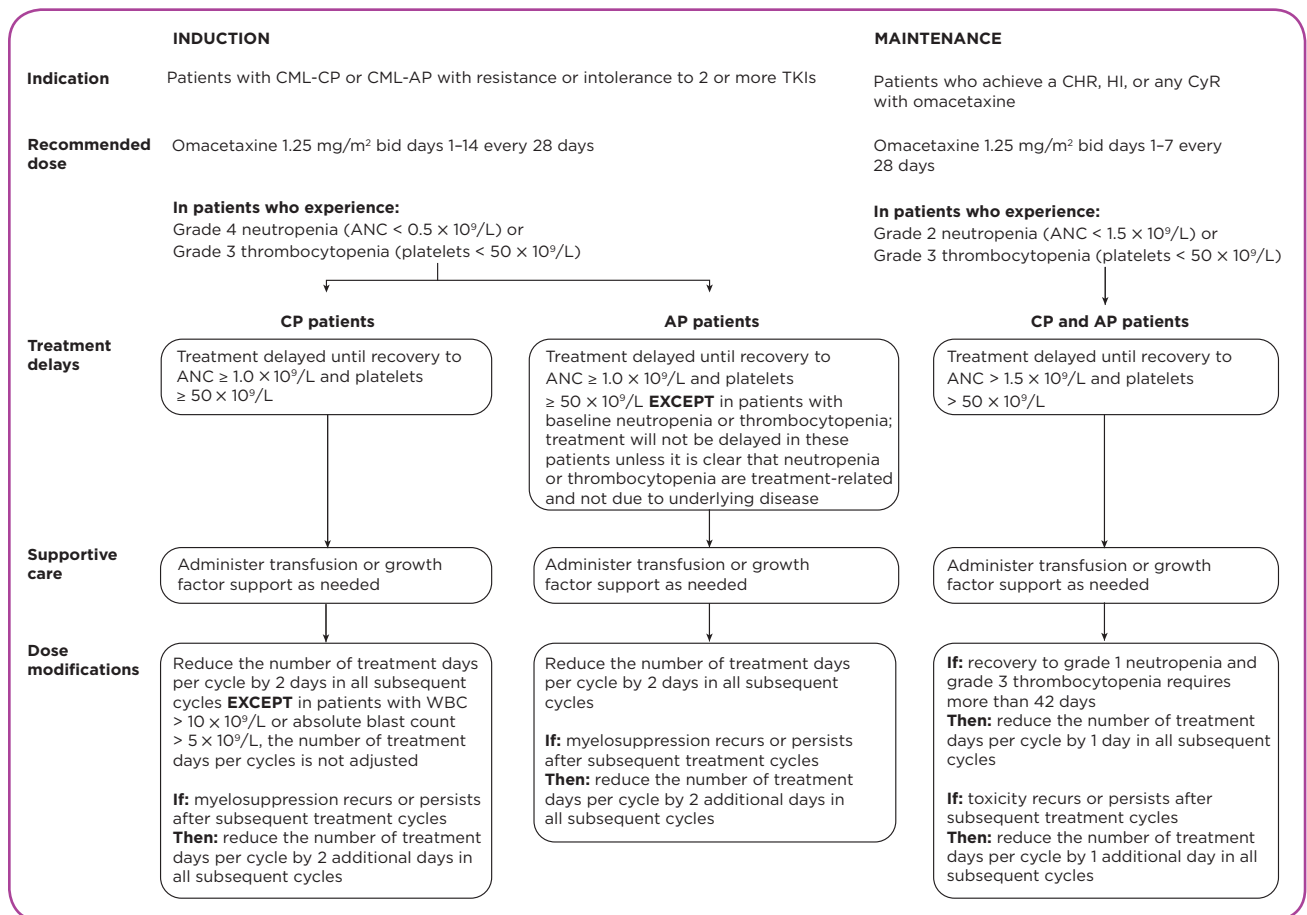 INDUCTION
MAINTENANCE
Indication
Patients with CML-CP or CML-AP with resistance or intolerance to 2 or more TKIs
Patients who achieve a CHR, HI, or any CyR
with omacetaxine
Recommended
dose
Omacetaxine 1.25 mg/m² bid days 1–14 every 28 days
Omacetaxine 1.25 mg/m² bid days 1–7 every
28 days
In patients who experience:
Grade 4 neutropenia (ANC < 0.5 × 10⁹/L) or
Grade 3 thrombocytopenia (platelets < 50 × 10⁹/L)
In patients who experience:
Grade 2 neutropenia (ANC < 1.5 × 10⁹/L) or
Grade 3 thrombocytopenia (platelets < 50 × 10⁹/L)
CP patients
AP patients
CP and AP patients
Treatment
delays
Treatment delayed until recovery to
ANC ≥ 1.0 × 10⁹/L and platelets
≥ 50 × 10⁹/L
Treatment delayed until recovery to
ANC ≥ 1.0 × 10⁹/L and platelets
≥ 50 × 10⁹/L EXCEPT in patients with
baseline neutropenia or thrombocytopenia;
treatment will not be delayed in these
patients unless it is clear that neutropenia
or thrombocytopenia are treatment-related
and not due to underlying disease
Treatment delayed until recovery to
ANC > 1.5 × 10⁹/L and platelets
> 50 × 10⁹/L
Supportive
care
Administer transfusion or growth
factor support as needed
Administer transfusion or growth
factor support as needed
Administer transfusion or growth
factor support as needed
Dose
modifications
Reduce the number of treatment days
per cycle by 2 days in all subsequent
cycles EXCEPT in patients with WBC
> 10 × 10⁹/L or absolute blast count
> 5 × 10⁹/L, the number of treatment
days per cycles is not adjusted
If: myelosuppression recurs or persists
after subsequent treatment cycles
Then: reduce the number of treatment
days per cycle by 2 additional days in
all subsequent cycles
Reduce the number of treatment days
per cycle by 2 days in all subsequent
cycles
If: myelosuppression recurs or persists
after subsequent treatment cycles
Then: reduce the number of treatment
days per cycle by 2 additional days in
all subsequent cycles
If: recovery to grade 1 neutropenia and
grade 3 thrombocytopenia requires
more than 42 days
Then: reduce the number of treatment
days per cycle by 1 day in all subsequent
cycles
If: toxicity recurs or persists after
subsequent treatment cycles
Then: reduce the number of treatment
days per cycle by 1 additional day in all
subsequent cycles